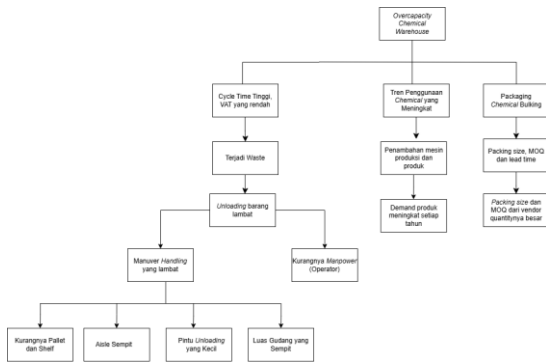 Overcapacity
Chemical
Warehouse
Cycle Time Tinggi,
VAT yang rendah
Tren Penggunaan
Chemical yang
Meningkat
Packaging
Chemical Bulking
Terjadi Waste
Penambahan mesin
produksi dan
produk
Packing size, MOQ
dan lead time
Unloading barang
lambat
Demand produk
meningkat setiap
tahun
Packing size dan
MOQ dari vendor
quantitynya besar
Manuver Handling
yang lambat
Kurangnya Manpower
(Operator)
Kurangnya Pallet
dan Shelf
Aisle Sempit
Pintu Unloading
yang Kecil
Luas Gudang yang
Sempit